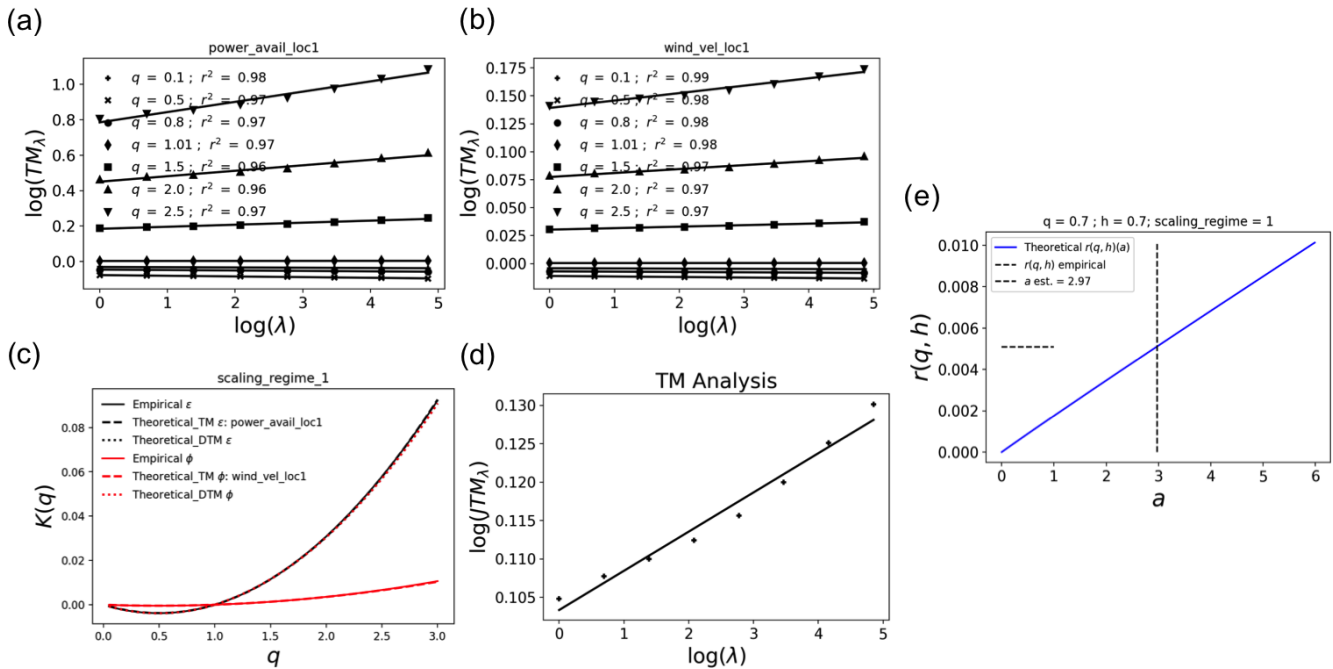 (a)
power_avail_loc1
log(TM_λ)
1.0
0.8
0.6
0.4
0.2
0.0
q = 0.1 ; r² = 0.98
q = 0.5 ; r² = 0.97
q = 0.8 ; r² = 0.97
q = 1.01 ; r² = 0.97
q = 1.5 ; r² = 0.96
q = 2.0 ; r² = 0.96
q = 2.5 ; r² = 0.97
0 1 2 3 4 5
log(λ)
(b)
wind_vel_loc1
log(TM_λ)
0.175
0.150
0.125
0.100
0.075
0.050
0.025
0.000
q = 0.1 ; r² = 0.99
q = 0.5 ; r² = 0.98
q = 0.8 ; r² = 0.98
q = 1.01 ; r² = 0.98
q = 1.5 ; r² = 0.97
q = 2.0 ; r² = 0.97
q = 2.5 ; r² = 0.97
0 1 2 3 4 5
log(λ)
(c)
scaling_regime_1
K(q)
0.08
0.06
0.04
0.02
0.00
Empirical ε
Theoretical_TM ε: power_avail_loc1
Theoretical_DTM ε
Empirical ϕ
Theoretical_TM ϕ: wind_vel_loc1
Theoretical_DTM ϕ
0.0 0.5 1.0 1.5 2.0 2.5 3.0
q
(d)
TM Analysis
log(JTM_λ)
0.130
0.125
0.120
0.115
0.110
0.105
0 1 2 3 4 5
log(λ)
(e)
q = 0.7 ; h = 0.7; scaling_regime = 1
r(q, h)
0.010
0.008
0.006
0.004
0.002
0.000
Theoretical r(q, h)(a)
r(q, h) empirical
a est. = 2.97
0 1 2 3 4 5 6
a